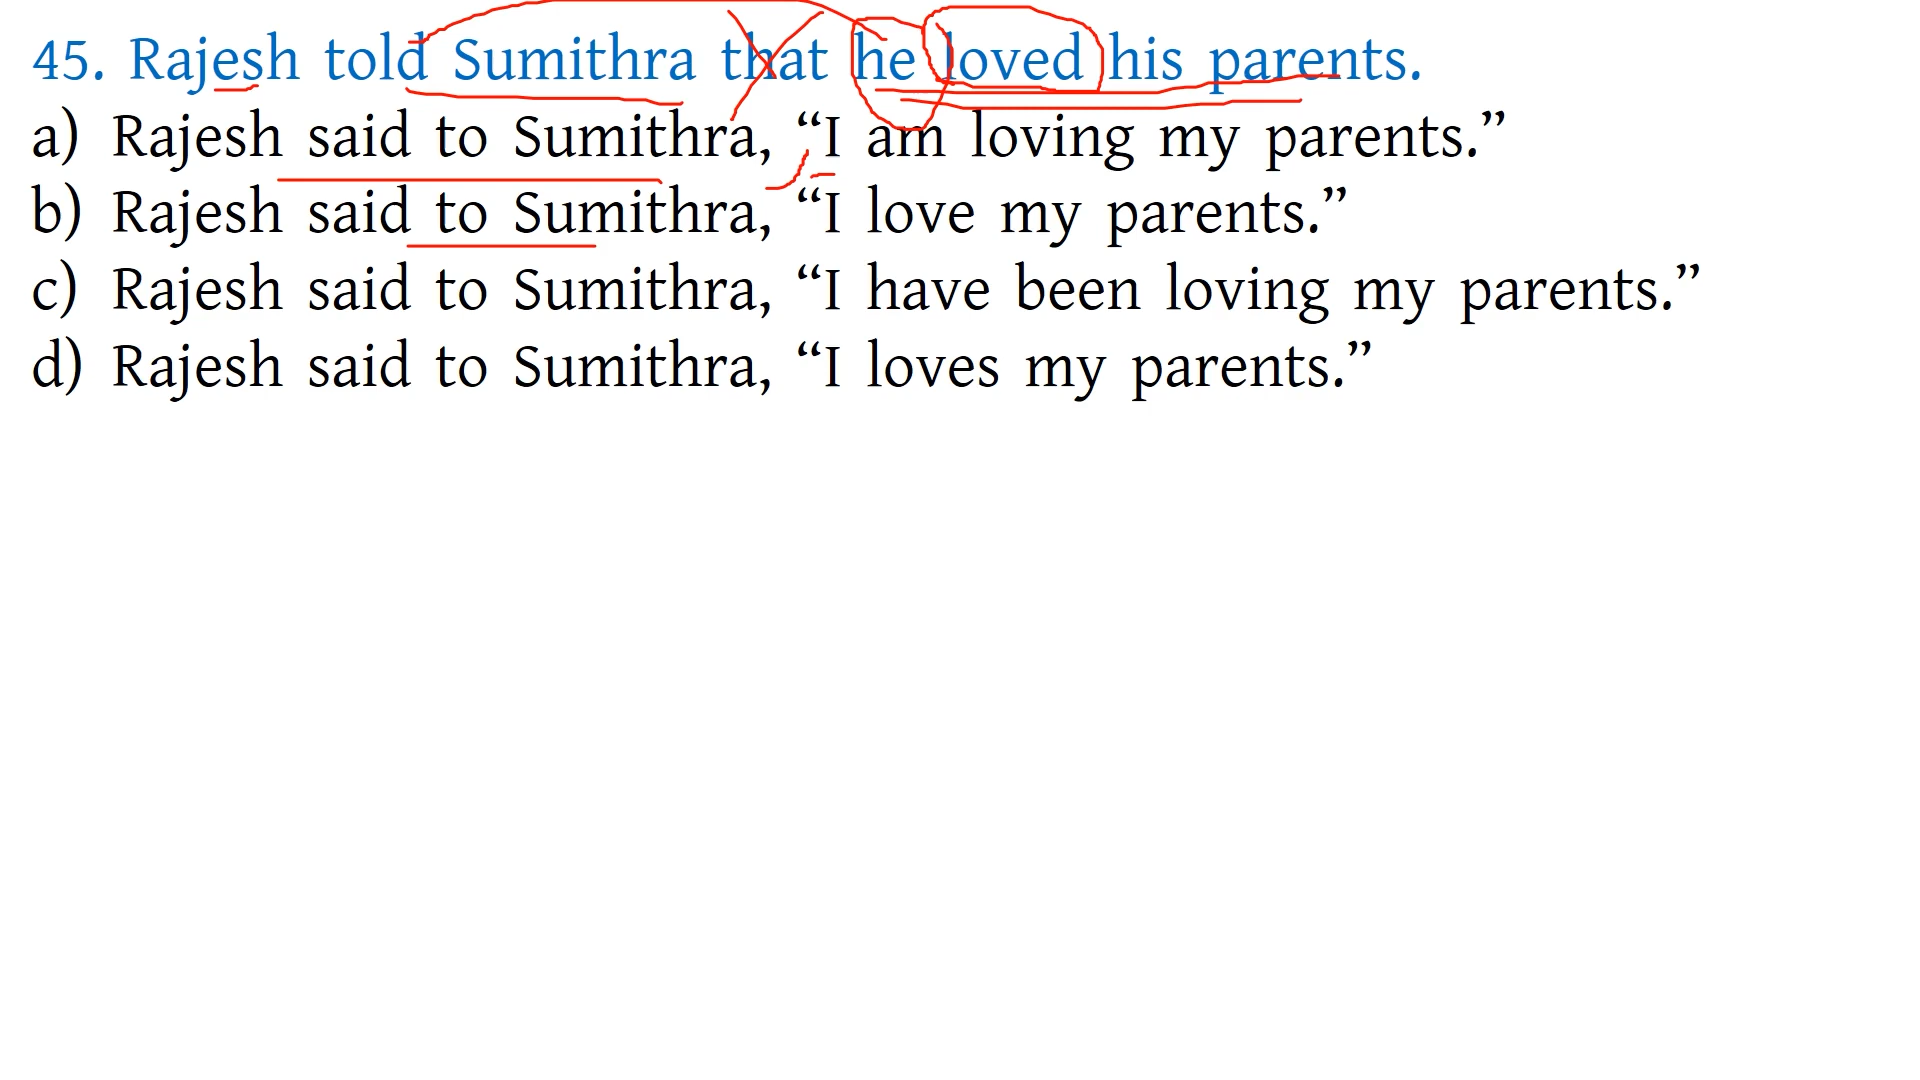 45. Rajesh told Sumithra that he loved his parents.
a) Rajesh said to Sumithra, “I am loving my parents.”
b) Rajesh said to Sumithra, “I love my parents.”
c) Rajesh said to Sumithra, “I have been loving my parents.”
d) Rajesh said to Sumithra, “I loves my parents.”